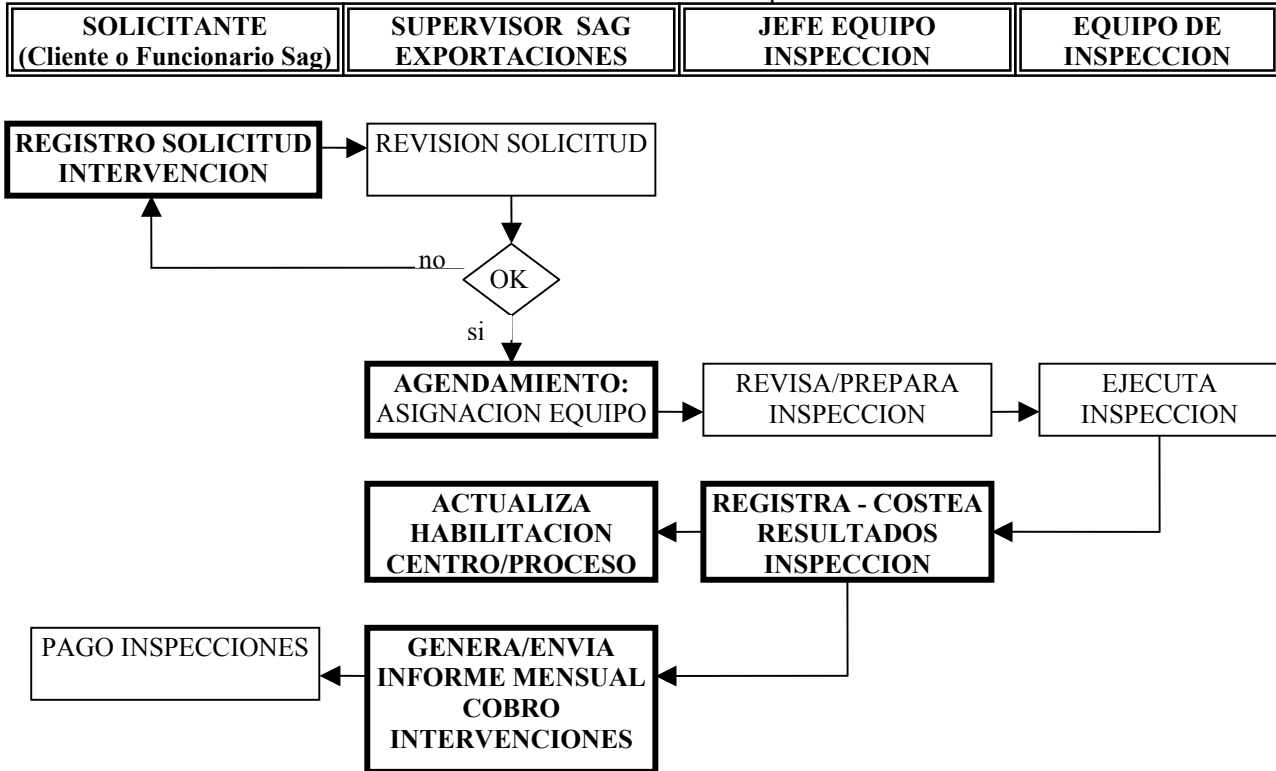 SOLICITANTE
(Cliente o Funcionario Sag)
SUPERVISOR SAG
EXPORTACIONES
JEFE EQUIPO
INSPECCION
EQUIPO DE
INSPECCION
REGISTRO SOLICITUD
INTERVENCION
REVISION SOLICITUD
no
OK
si
AGENDAMIENTO:
ASIGNACION EQUIPO
REVISA/PREPARA
INSPECCION
EJECUTA
INSPECCION
ACTUALIZA
HABILITACION
CENTRO/PROCESO
REGISTRA - COSTEA
RESULTADOS
INSPECCION
PAGO INSPECCIONES
GENERA/ENVIA
INFORME MENSUAL
COBRO
INTERVENCIONES